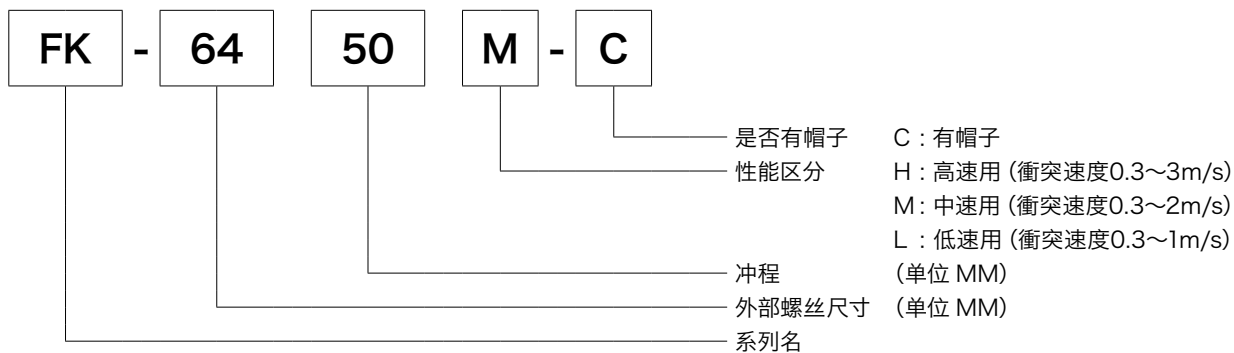 FK - 64 50 M - C
是否有帽子 C : 有帽子
性能区分 H : 高速用 (衝突速度0.3～3m/s)
M : 中速用 (衝突速度0.3～2m/s)
L : 低速用 (衝突速度0.3～1m/s)
冲程 (单位 MM)
外部螺丝尺寸 (单位 MM)
系列名